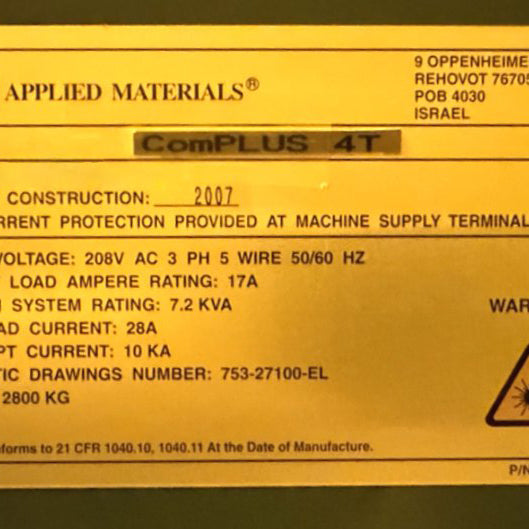 APPLIED MATERIALS®
9 OPPENHEIME
REHOVOT 76705
POB 4030
ISRAEL
ComPLUS 4T
CONSTRUCTION: 2007
RRENT PROTECTION PROVIDED AT MACHINE SUPPLY TERMINAL
VOLTAGE: 208V AC 3 PH 5 WIRE 50/60 HZ
LOAD AMPERE RATING: 17A
SYSTEM RATING: 7.2 KVA
AD CURRENT: 28A
PT CURRENT: 10 KA
TIC DRAWINGS NUMBER: 753-27100-EL
2800 KG
WAR
forms to 21 CFR 1040.10, 1040.11 At the Date of Manufacture.
P/N